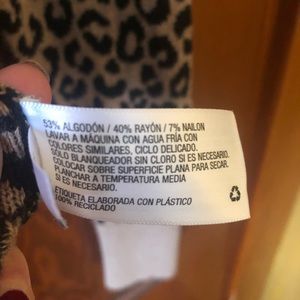 53% ALGODÓN / 40% RAYÓN / 7% NAILON
LAVAR A MÁQUINA CON AGUA FRÍA CON
COLORES SIMILARES, CICLO DELICADO.
SOLO BLANQUEADOR SIN CLORO SI ES NECESARIO.
COLOCAR SOBRE SUPERFICIE PLANA PARA SECAR.
PLANCHAR A TEMPERATURA MEDIA
SI ES NECESARIO.
ETIQUETA ELABORADA CON PLÁSTICO
100% RECICLADO